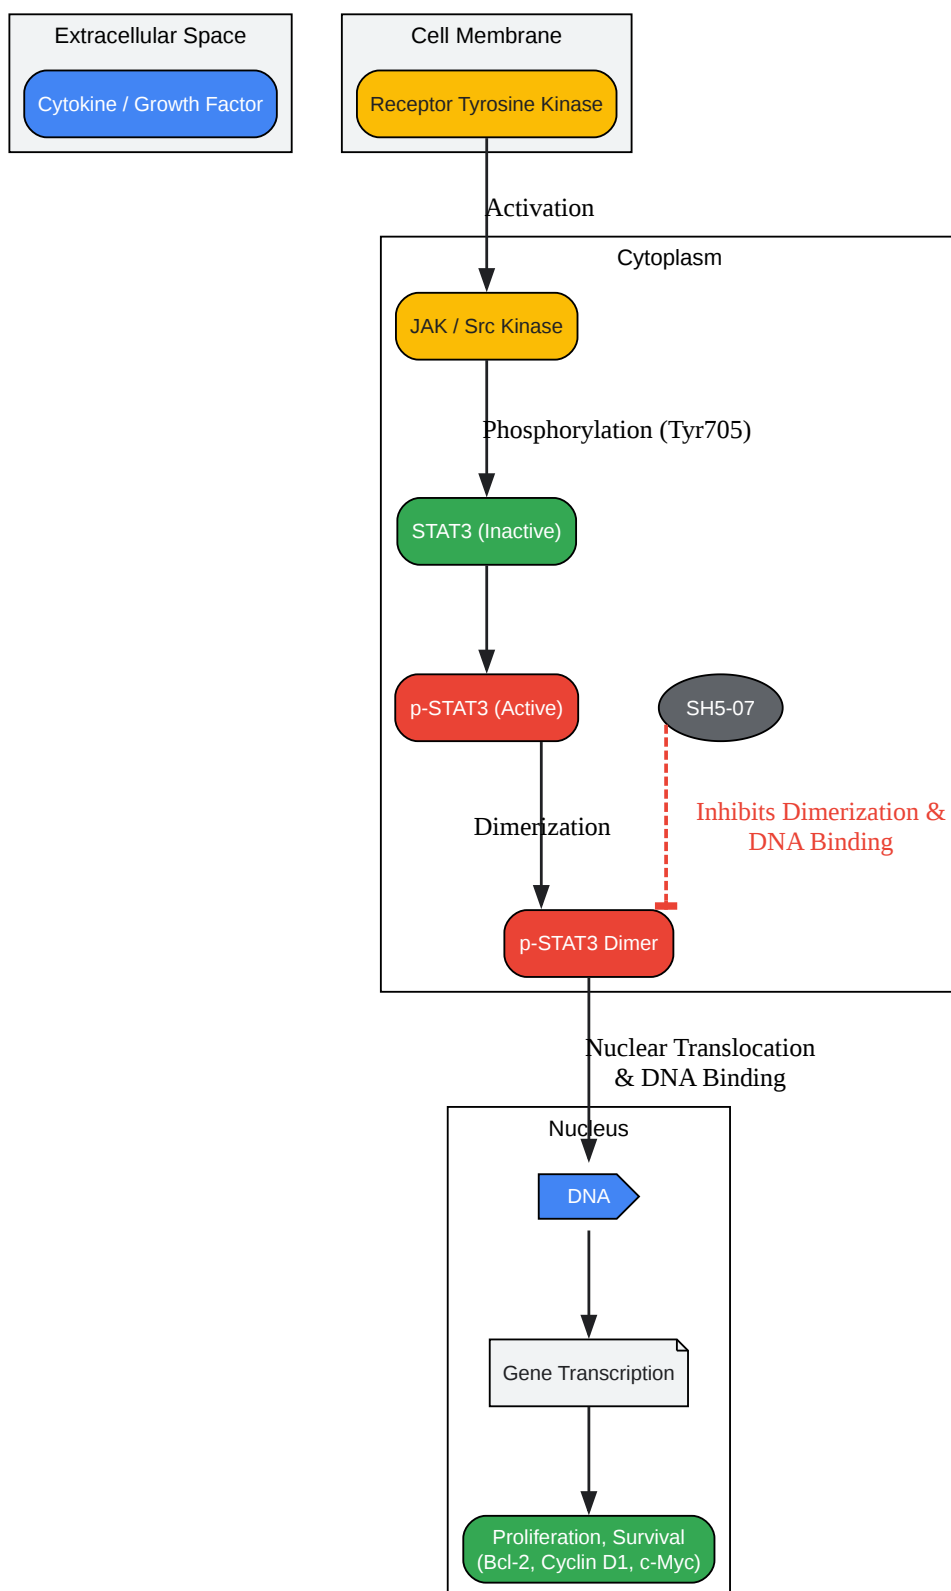 Extracellular Space
Cytokine / Growth Factor
Cell Membrane
Receptor Tyrosine Kinase
Activation
Cytoplasm
JAK / Src Kinase
Phosphorylation (Tyr705)
STAT3 (Inactive)
p-STAT3 (Active)
SH5-07
Dimerization
Inhibits Dimerization &
DNA Binding
p-STAT3 Dimer
Nuclear Translocation
& DNA Binding
Nucleus
DNA
Gene Transcription
Proliferation, Survival
(Bcl-2, Cyclin D1, c-Myc)